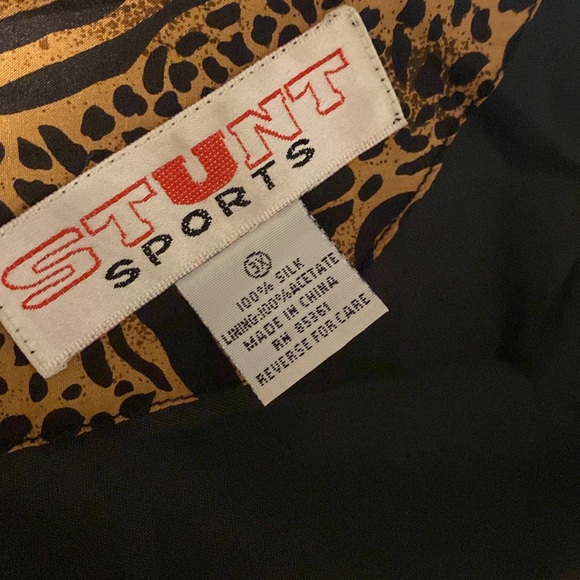 STUNT
SPORTS
3X
100% SILK
LINING:100%ACETATE
MADE IN CHINA
RN 85361
REVERSE FOR CARE